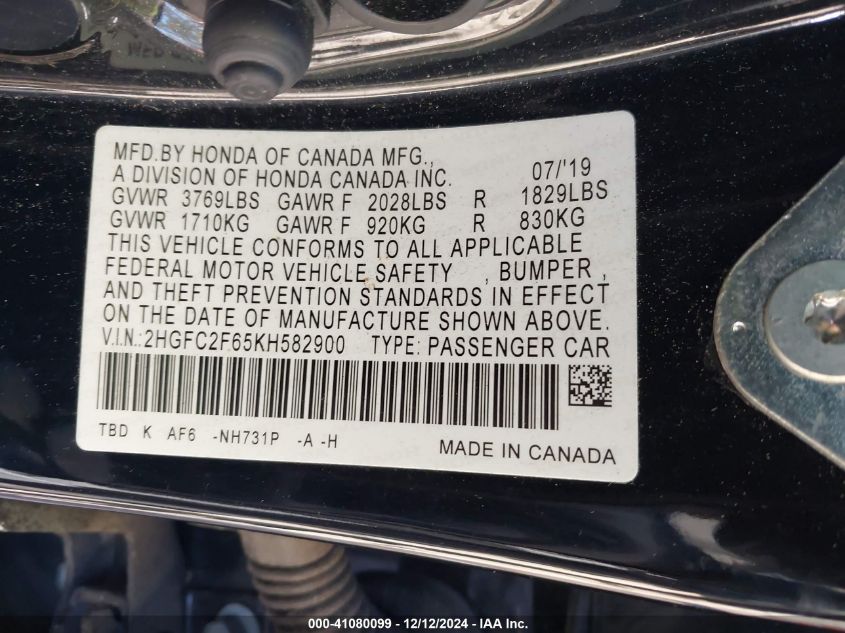 MFD.BY HONDA OF CANADA MFG.,
A DIVISION OF HONDA CANADA INC. 07/'19
GVWR 3769LBS GAWR F 2028LBS R 1829LBS
GVWR 1710KG GAWR F 920KG R 830KG
THIS VEHICLE CONFORMS TO ALL APPLICABLE
FEDERAL MOTOR VEHICLE SAFETY , BUMPER ,
AND THEFT PREVENTION STANDARDS IN EFFECT
ON THE DATE OF MANUFACTURE SHOWN ABOVE.
V.I.N.:2HGFC2F65KH582900 TYPE: PASSENGER CAR
TBD K AF6 -NH731P -A -H
MADE IN CANADA
000-41080099 - 12/12/2024 - IAA Inc.